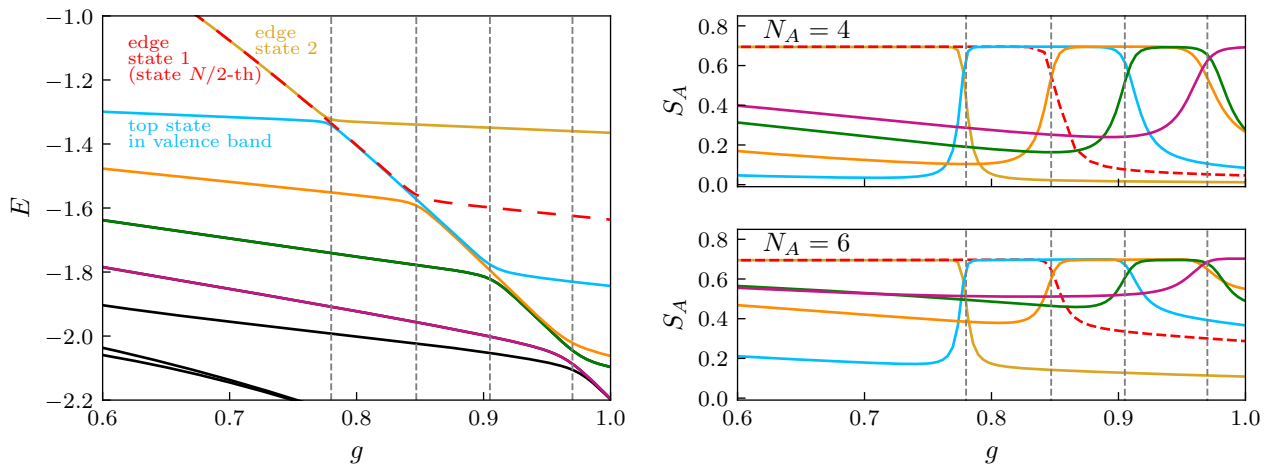 −1.0
−1.2
−1.4
−1.6
−1.8
−2.0
−2.2
E
edge
state 1
(state N/2-th)
edge
state 2
top state
in valence band
0.6 0.7 0.8 0.9 1.0
g
N_A = 4
0.8
0.6
0.4
0.2
0.0
S_A
N_A = 6
0.8
0.6
0.4
0.2
0.0
S_A
0.6 0.7 0.8 0.9 1.0
g